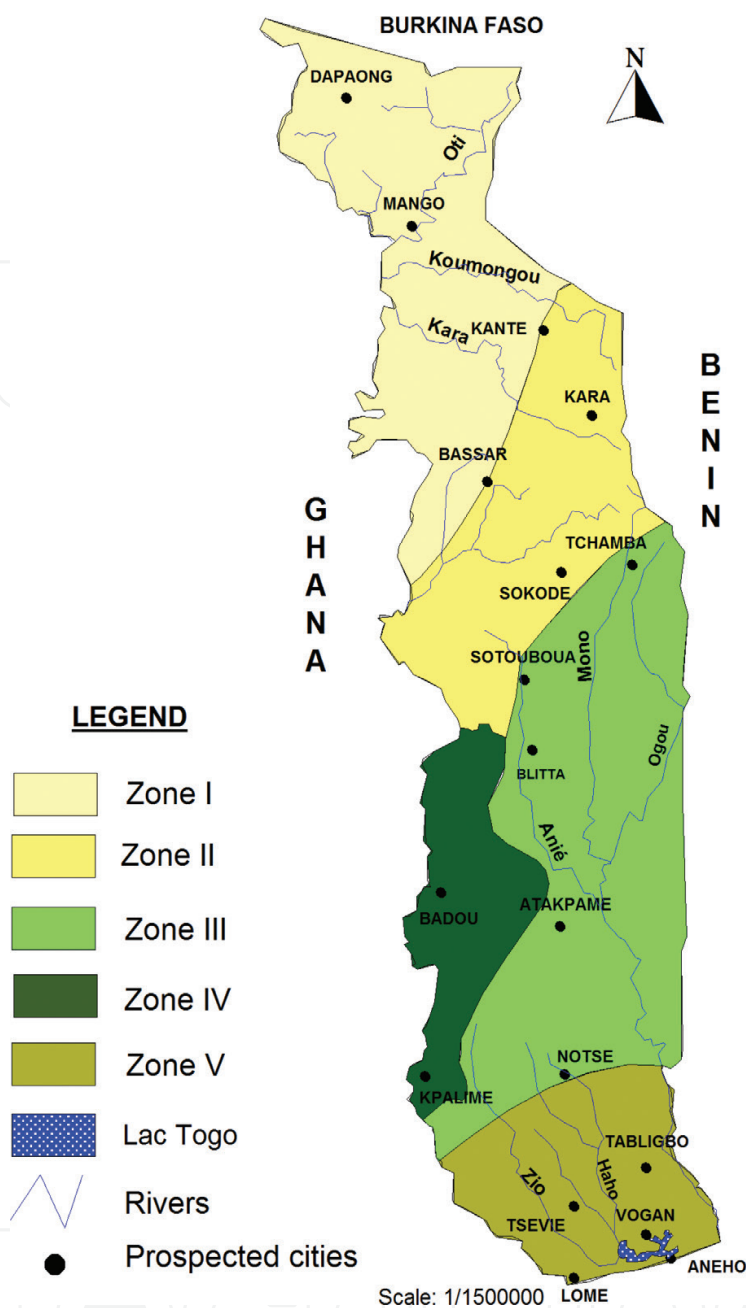 BURKINA FASO
N
DAPAONG
Oti
MANGO
Koumongou
Kara
KANTE
BENIN
KARA
BASSAR
GHANA
TCHAMBA
SOKODE
SOTOUBOUA
Mono
Ogou
BLITTA
Anié
BADOU
ATAKPAME
NOTSE
KPALIME
TABLIGBO
Zio
Haho
TSEVIE
VOGAN
ANEHO
LOME
LEGEND
Zone I
Zone II
Zone III
Zone IV
Zone V
Lac Togo
Rivers
Prospected cities
Scale: 1/1500000